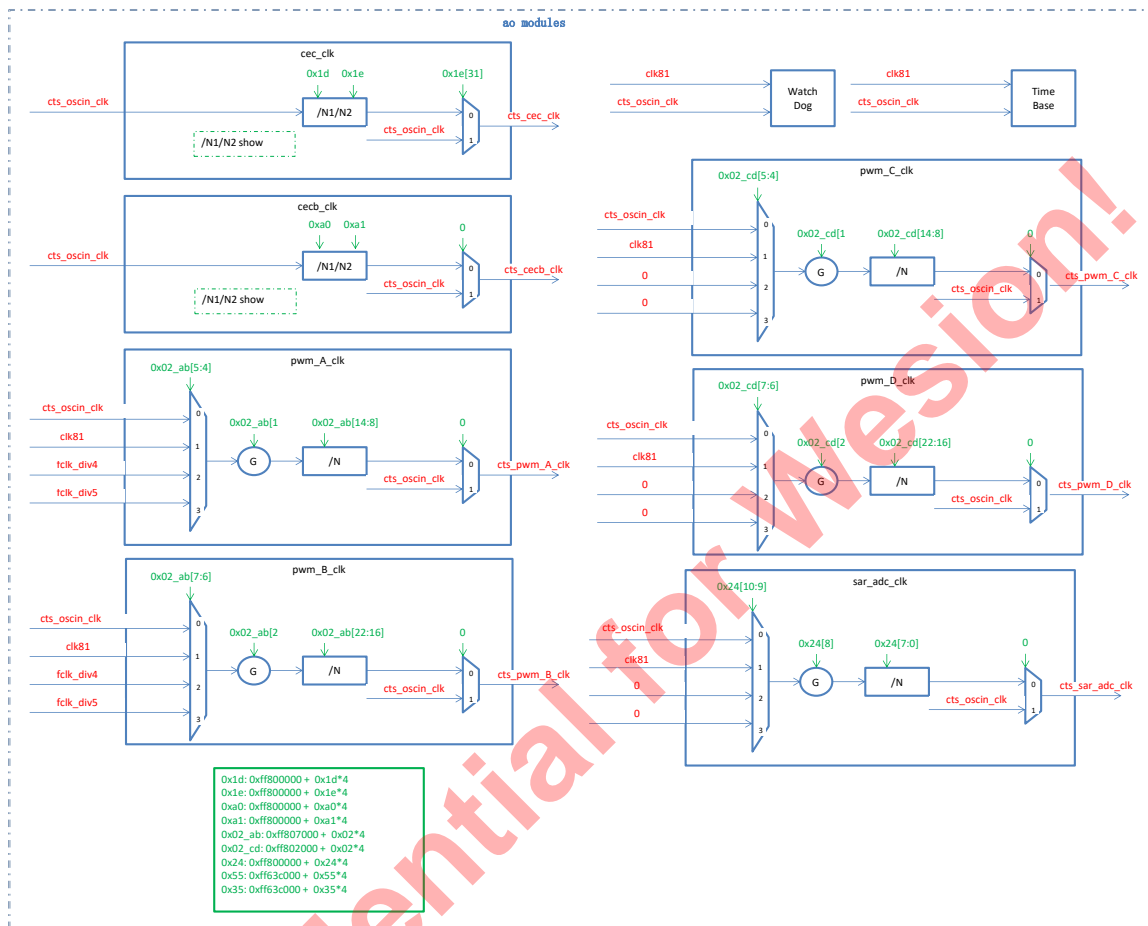 ao modules
cec_clk
0x1d
0x1e
0x1e[31]
cts_oscin_clk
/N1/N2
0
cts_oscin_clk
1
cts_cec_clk
/N1/N2 show
clk81
cts_oscin_clk
Watch
Dog
clk81
cts_oscin_clk
Time
Base
cecb_clk
0xa0
0xa1
0
cts_oscin_clk
/N1/N2
0
cts_oscin_clk
1
cts_cecb_clk
/N1/N2 show
pwm_C_clk
0x02_cd[5:4]
cts_oscin_clk
clk81
0
0
0
1
2
3
0x02_cd[1
G
0x02_cd[14:8]
/N
0
0
cts_oscin_clk
1
cts_pwm_C_clk
pwm_A_clk
0x02_ab[5:4]
cts_oscin_clk
clk81
fclk_div4
fclk_div5
0
1
2
3
0x02_ab[1
G
0x02_ab[14:8]
/N
0
0
cts_oscin_clk
1
cts_pwm_A_clk
pwm_D_clk
0x02_cd[7:6]
cts_oscin_clk
clk81
0
0
0
1
2
3
0x02_cd[2
G
0x02_cd[22:16]
/N
0
0
cts_oscin_clk
1
cts_pwm_D_clk
pwm_B_clk
0x02_ab[7:6]
cts_oscin_clk
clk81
fclk_div4
fclk_div5
0
1
2
3
0x02_ab[2
G
0x02_ab[22:16]
/N
0
0
cts_oscin_clk
1
cts_pwm_B_clk
sar_adc_clk
0x24[10:9]
cts_oscin_clk
clk81
0
0
0
1
2
3
0x24[8]
G
0x24[7:0]
/N
0
0
cts_oscin_clk
1
cts_sar_adc_clk
0x1d: 0xff800000 + 0x1d*4
0x1e: 0xff800000 + 0x1e*4
0xa0: 0xff800000 + 0xa0*4
0xa1: 0xff800000 + 0xa1*4
0x02_ab: 0xff807000 + 0x02*4
0x02_cd: 0xff802000 + 0x02*4
0x24: 0xff800000 + 0x24*4
0x55: 0xff63c000 + 0x55*4
0x35: 0xff63c000 + 0x35*4
ential for Wesion!